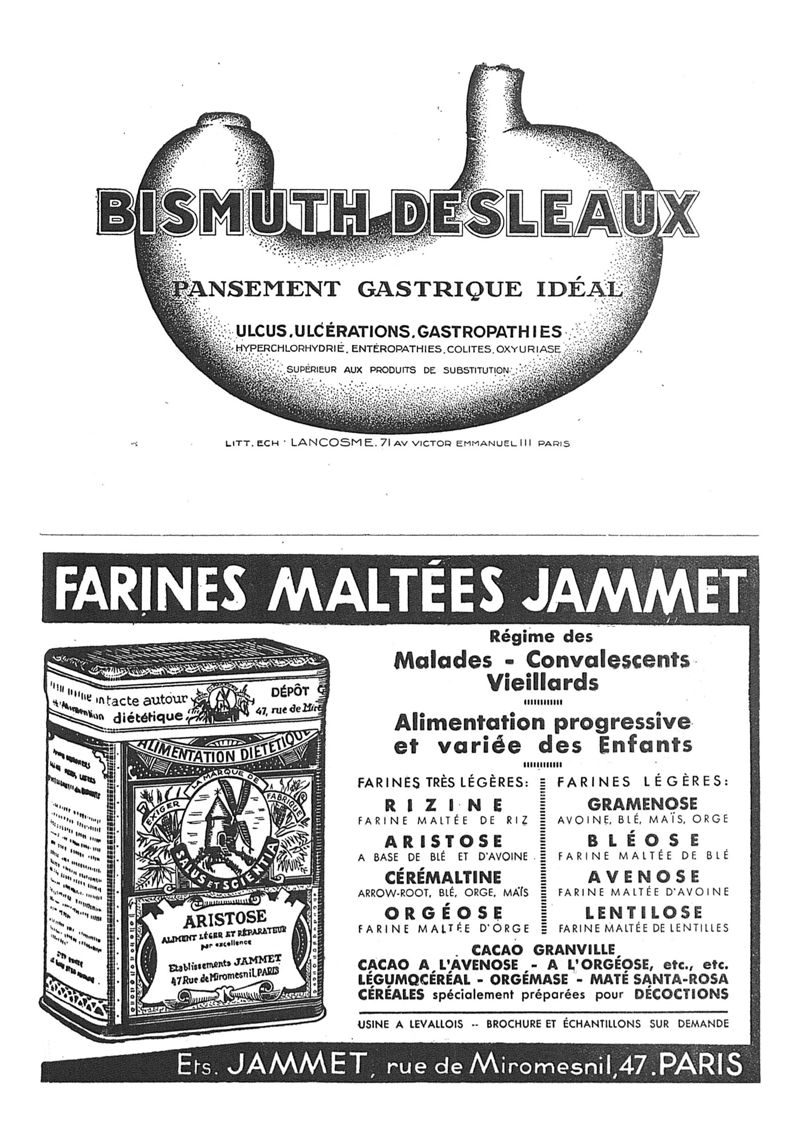 BISMUTH DESLEAUX
PANSEMENT GASTRIQUE IDÉAL
ULCUS, ULCÉRATIONS, GASTROPATHIES
HYPERCHLORHYDRIE, ENTÉROPATHIES, COLITES, OXYURIASE
SUPÉRIEUR AUX PRODUITS DE SUBSTITUTION
LITT. ECH · LANCOSME. 71 AV VICTOR EMMANUEL III PARIS
FARINES MALTÉES JAMMET
intacte autour
diététique
DÉPÔT
47, rue de Miro
ALIMENTATION DIÉTÉTIQUE
EXIGER LA MARQUE DE FABRIQUE
SALUS ET SCIENTIA
ARISTOSE
ALIMENT LÉGER ET RÉPARATEUR
par excellence
Etablissements JAMMET
47 Rue de Miromesnil, PARIS
Régime des
Malades - Convalescents
Vieillards
Alimentation progressive
et variée des Enfants
FARINES TRÈS LÉGÈRES:
RIZINE
FARINE MALTÉE DE RIZ
ARISTOSE
A BASE DE BLÉ ET D'AVOINE
CÉRÉMALTINE
ARROW-ROOT, BLÉ, ORGE, MAÏS
ORGÉOSE
FARINE MALTÉE D'ORGE
FARINES LÉGÈRES:
GRAMENOSE
AVOINE, BLÉ, MAÏS, ORGE
BLÉOSE
FARINE MALTÉE DE BLÉ
AVENOSE
FARINE MALTÉE D'AVOINE
LENTILOSE
FARINE MALTÉE DE LENTILLES
CACAO GRANVILLE
CACAO A L'AVENOSE - A L'ORGÉOSE, etc., etc.
LÉGUMOCÉRÉAL - ORGÉMASE - MATÉ SANTA-ROSA
CÉRÉALES spécialement préparées pour DÉCOCTIONS
USINE A LEVALLOIS -- BROCHURE ET ÉCHANTILLONS SUR DEMANDE
Ets. JAMMET, rue de Miromesnil, 47. PARIS